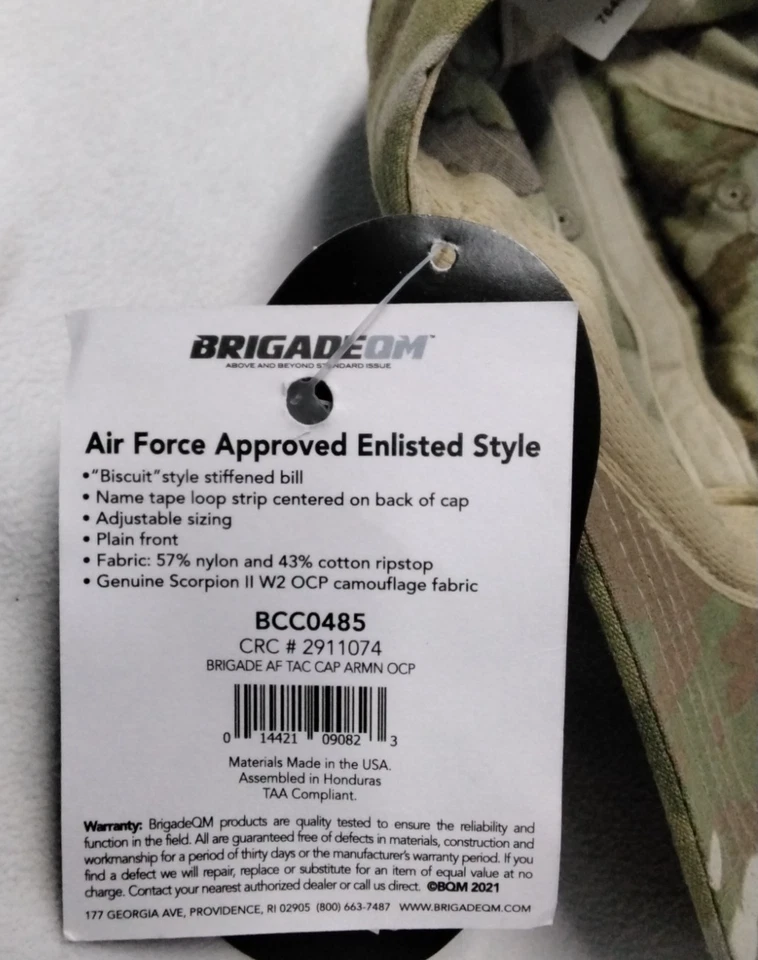 764
BRIGADEQM™
ABOVE AND BEYOND STANDARD ISSUE
Air Force Approved Enlisted Style
•"Biscuit"style stiffened bill
• Name tape loop strip centered on back of cap
• Adjustable sizing
• Plain front
• Fabric: 57% nylon and 43% cotton ripstop
• Genuine Scorpion II W2 OCP camouflage fabric
BCC0485
CRC # 2911074
BRIGADE AF TAC CAP ARMN OCP
0 14421 09082 3
Materials Made in the USA.
Assembled in Honduras
TAA Compliant.
Warranty: BrigadeQM products are quality tested to ensure the reliability and
function in the field. All are guaranteed free of defects in materials, construction and
workmanship for a period of thirty days or the manufacturer's warranty period. If you
find a defect we will repair, replace or substitute for an item of equal value at no
charge. Contact your nearest authorized dealer or call us direct. ©BQM 2021
177 GEORGIA AVE, PROVIDENCE, RI 02905 (800) 663-7487 WWW.BRIGADEQM.COM